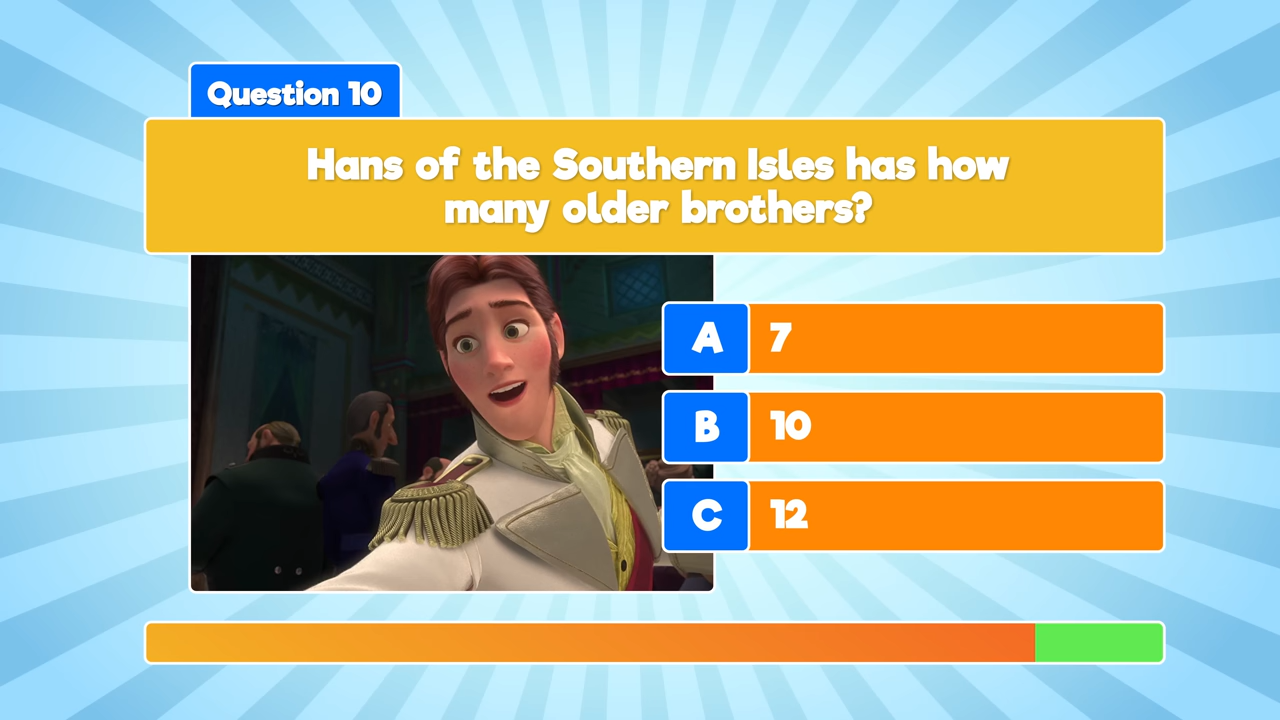 Question 10
Hans of the Southern Isles has how
many older brothers?
A 7
B 10
C 12